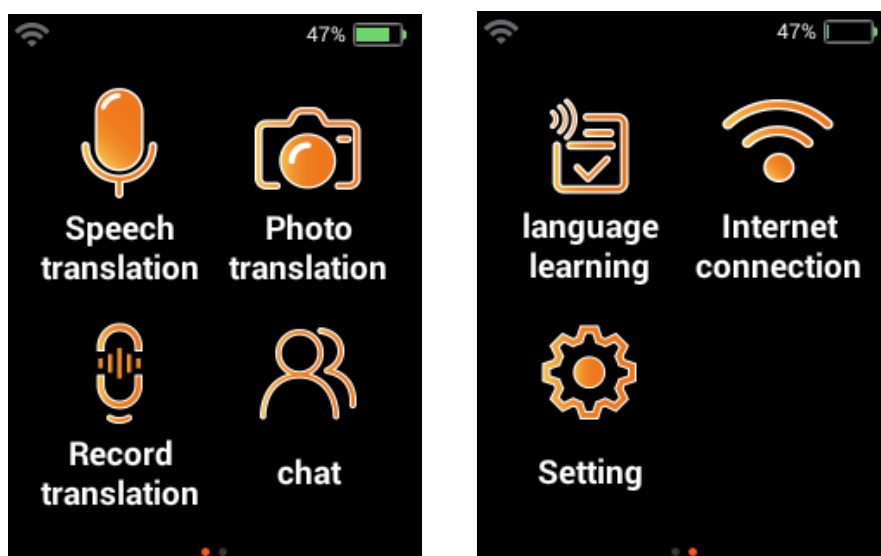 47%
Speech
translation
Photo
translation
Record
translation
chat
47%
language
learning
Internet
connection
Setting